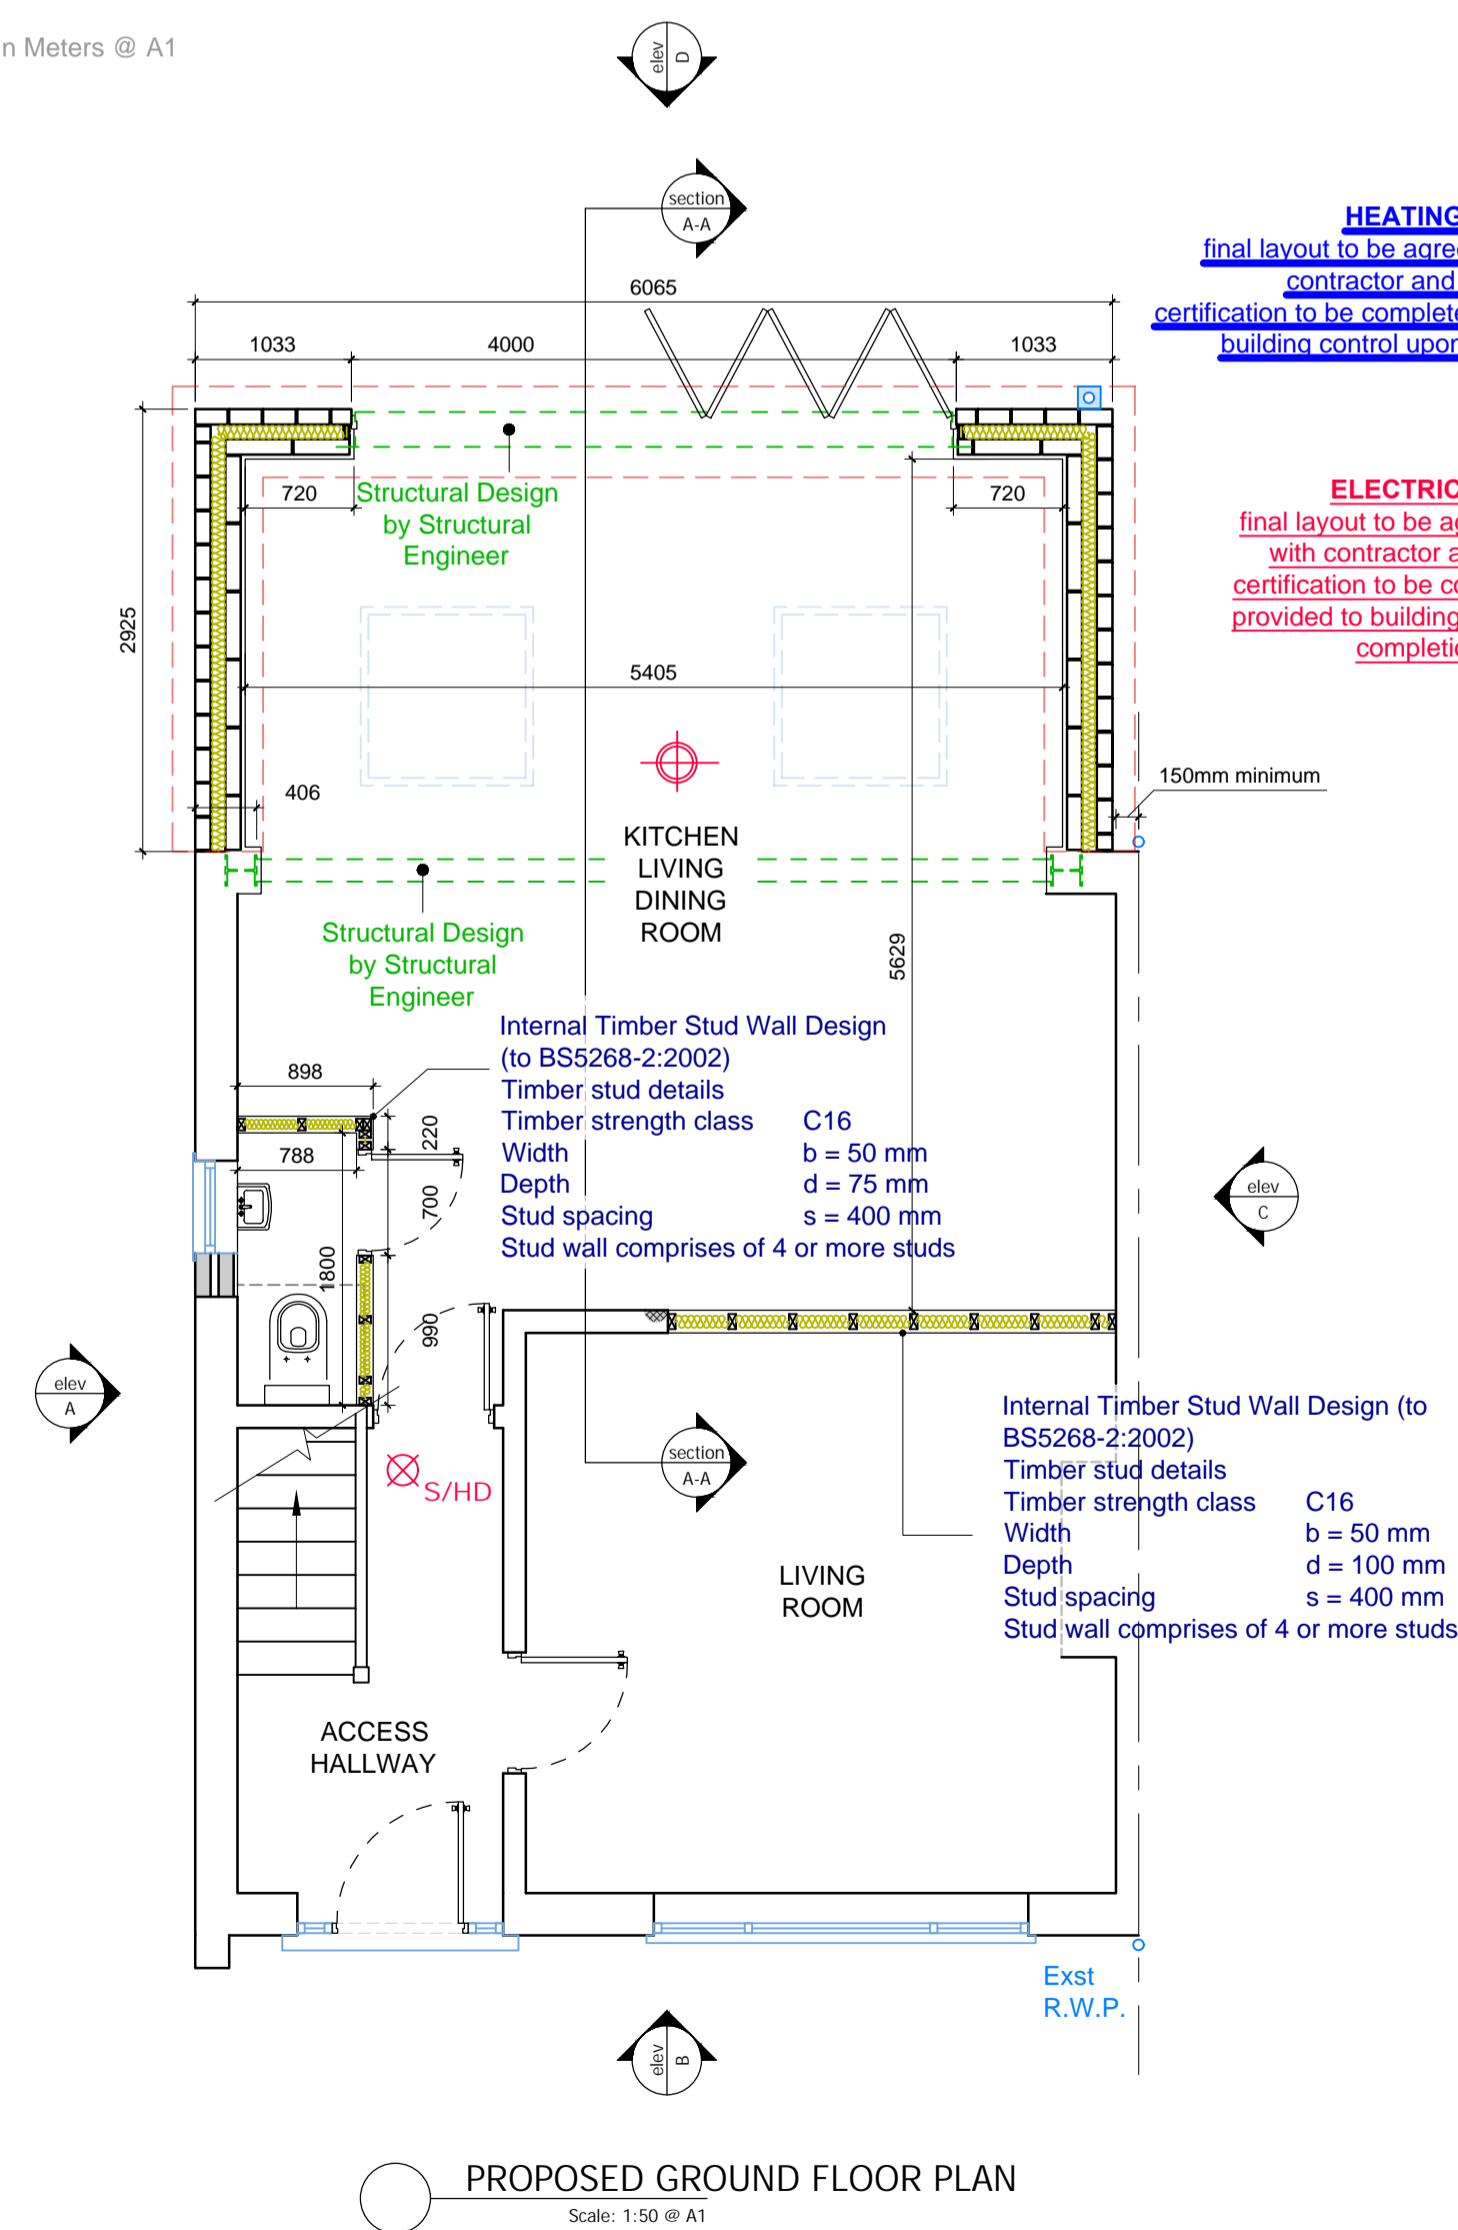 n Meters @ A1
elev
D
section
A-A
HEATING
final layout to be agre
contractor and
certification to be complete
building control upon
6065
1033
4000
1033
ELECTRIC
final layout to be ag
with contractor a
certification to be co
provided to building
completi
720
Structural Design
by Structural
Engineer
720
2925
5405
406
150mm minimum
KITCHEN
LIVING
DINING
ROOM
Structural Design
by Structural
Engineer
5629
Internal Timber Stud Wall Design
(to BS5268-2:2002)
Timber stud details
Timber strength class C16
Width b = 50 mm
Depth d = 75 mm
Stud spacing s = 400 mm
Stud wall comprises of 4 or more studs
898
220
788
700
1800
990
elev
C
elev
A
section
A-A
S/HD
Internal Timber Stud Wall Design (to
BS5268-2:2002)
Timber stud details
Timber strength class C16
Width b = 50 mm
Depth d = 100 mm
Stud spacing s = 400 mm
Stud wall comprises of 4 or more studs
LIVING
ROOM
ACCESS
HALLWAY
Exst
R.W.P.
elev
B
PROPOSED GROUND FLOOR PLAN
Scale: 1:50 @ A1